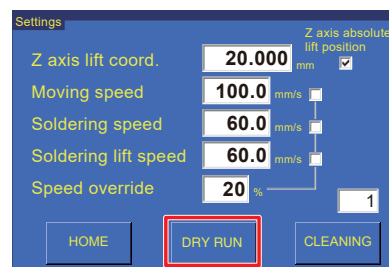 Settings
Z axis absolute
lift position
Z axis lift coord. 20.000 mm
Moving speed 100.0 mm/s
Soldering speed 60.0 mm/s
Soldering lift speed 60.0 mm/s
Speed override 20 %
1
HOME DRY RUN CLEANING